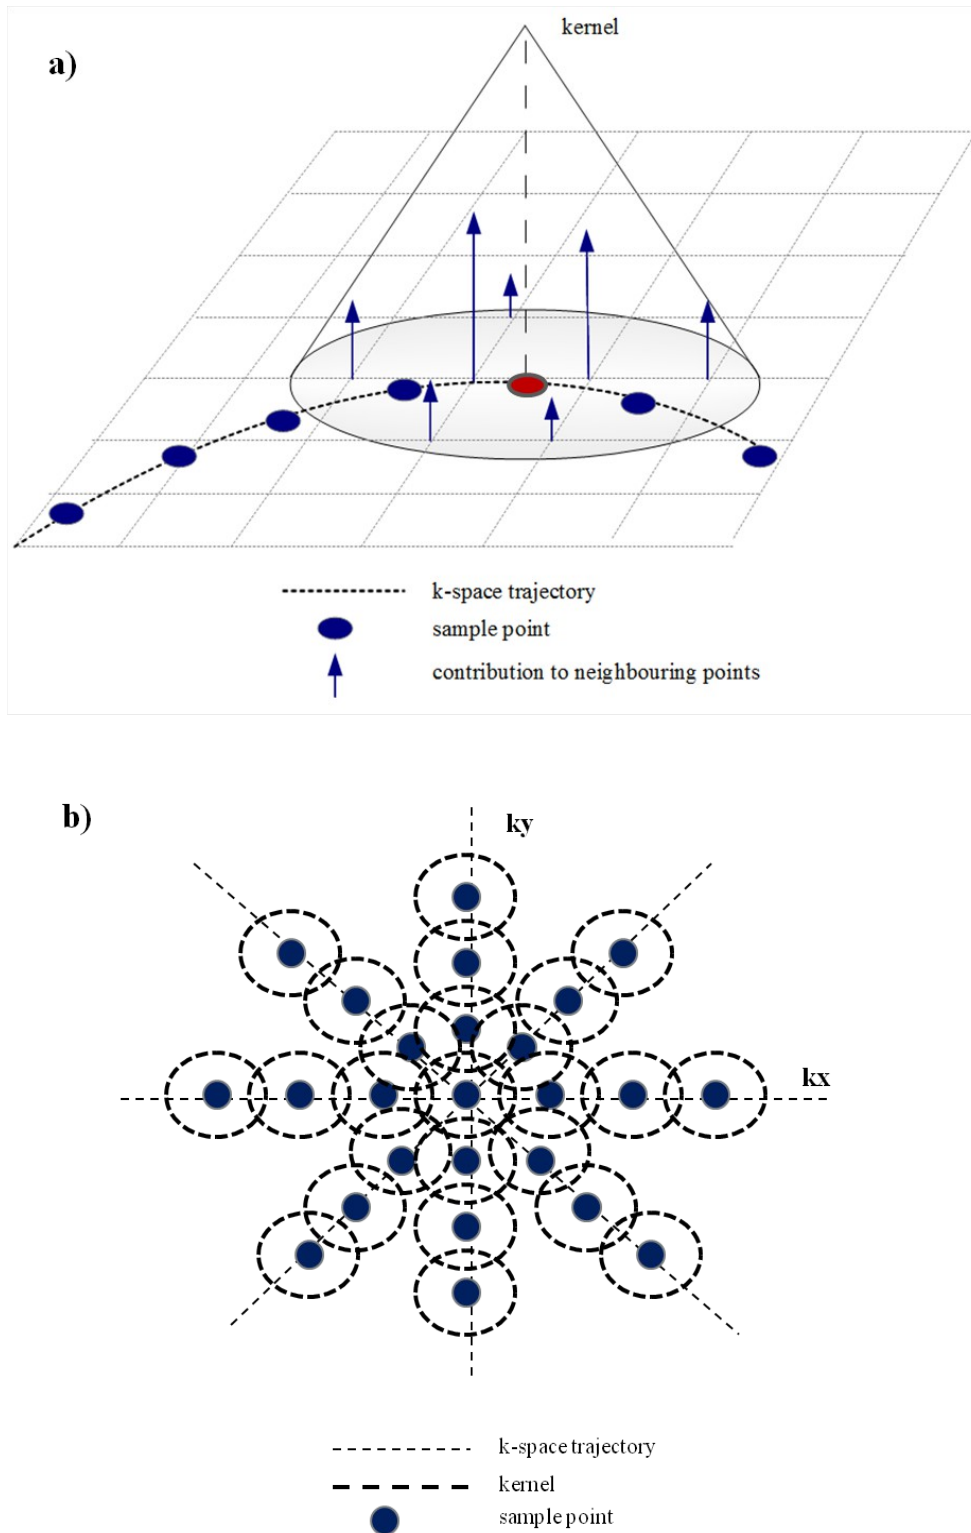 a)
kernel
k-space trajectory
sample point
contribution to neighbouring points
b)
ky
kx
k-space trajectory
kernel
sample point